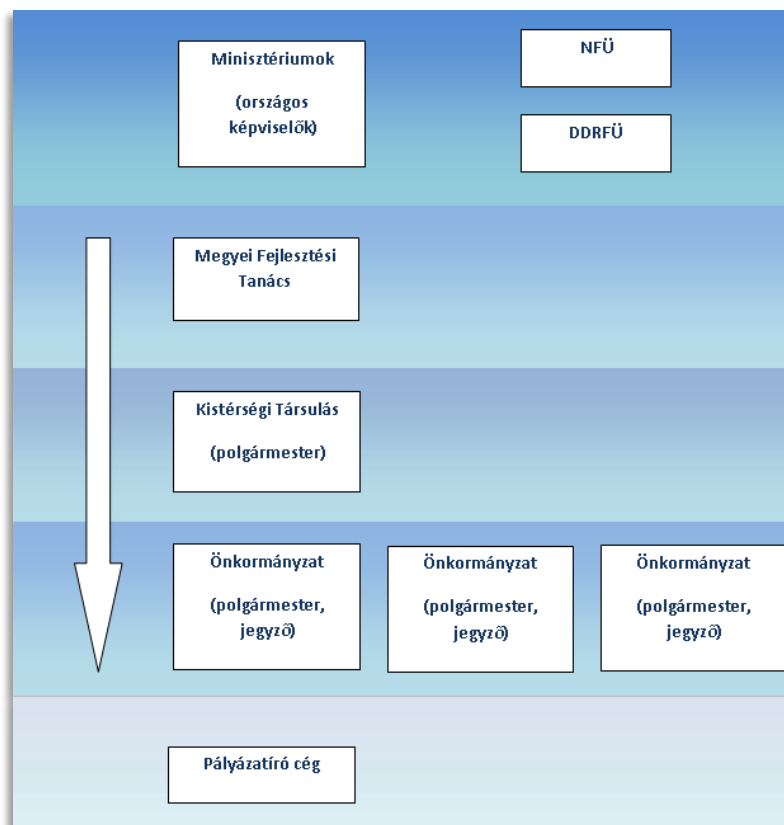 Minisztériumok
(országos
képviselők)
NFÜ
DDRFÜ
Megyei Fejlesztési
Tanács
Kistérségi Társulás
(polgármester)
Önkormányzat
(polgármester,
jegyző)
Önkormányzat
(polgármester,
jegyző)
Önkormányzat
(polgármester,
jegyző)
Pályázatíró cég